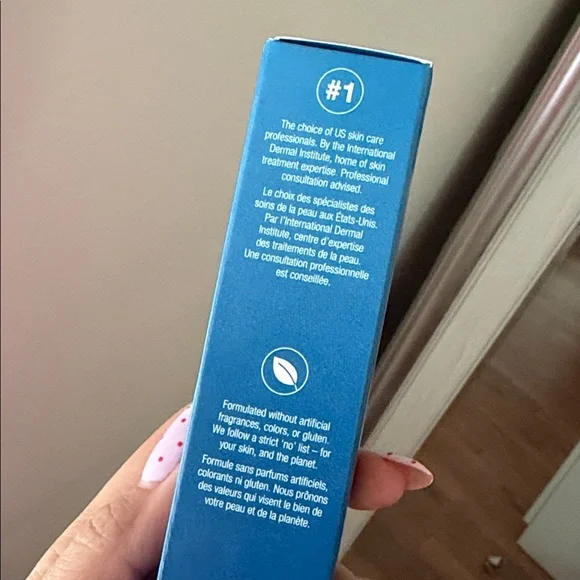 #1
The choice of US skin care
professionals. By the International
Dermal Institute, home of skin
treatment expertise. Professional
consultation advised.
Le choix des spécialistes des
soins de la peau aux États-Unis.
Par l'International Dermal
Institute, centre d'expertise
des traitements de la peau.
Une consultation professionnelle
est conseillée.
Formulated without artificial
fragrances, colors, or gluten.
We follow a strict 'no' list – for
your skin, and the planet.
Formule sans parfums artificiels,
colorants ni gluten. Nous prônons
des valeurs qui visent le bien de
votre peau et de la planète.